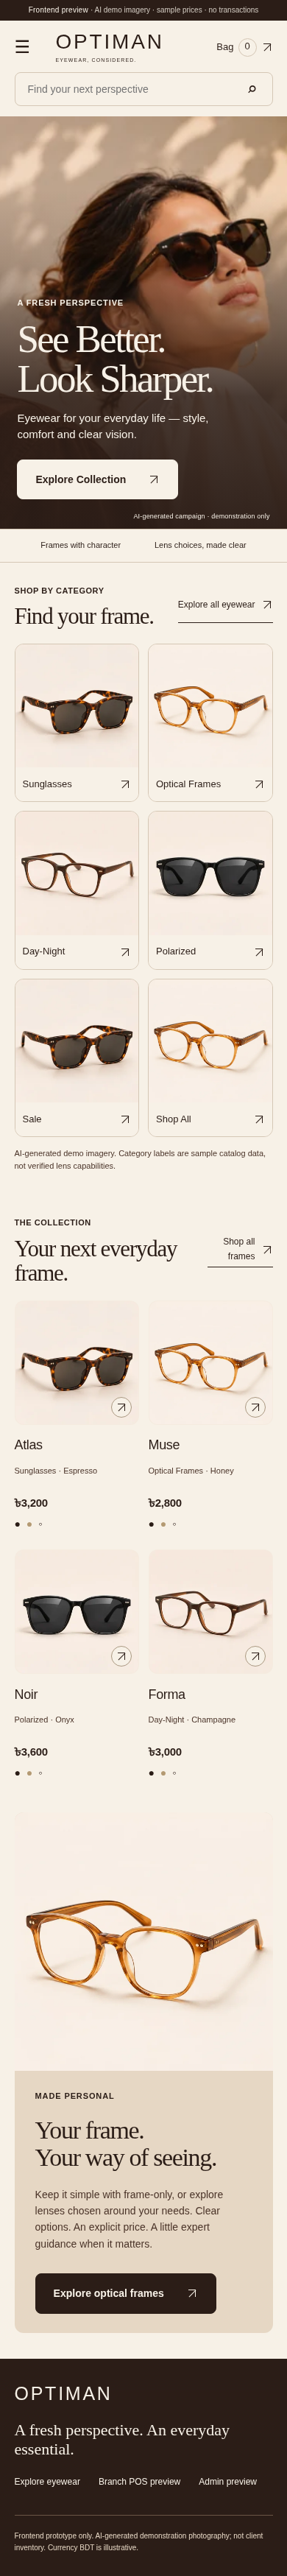 Frontend preview · AI demo imagery · sample prices · no transactions
OPTIMAN
EYEWEAR, CONSIDERED.
Bag 0
Find your next perspective
A FRESH PERSPECTIVE
See Better.
Look Sharper.
Eyewear for your everyday life — style,
comfort and clear vision.
Explore Collection
AI-generated campaign · demonstration only
Frames with character
Lens choices, made clear
SHOP BY CATEGORY
Find your frame.
Explore all eyewear
Sunglasses
Optical Frames
Day-Night
Polarized
Sale
Shop All
AI-generated demo imagery. Category labels are sample catalog data,
not verified lens capabilities.
THE COLLECTION
Your next everyday
frame.
Shop all
frames
Atlas
Sunglasses · Espresso
৳3,200
Muse
Optical Frames · Honey
৳2,800
Noir
Polarized · Onyx
৳3,600
Forma
Day-Night · Champagne
৳3,000
MADE PERSONAL
Your frame.
Your way of seeing.
Keep it simple with frame-only, or explore
lenses chosen around your needs. Clear
options. An explicit price. A little expert
guidance when it matters.
Explore optical frames
OPTIMAN
A fresh perspective. An everyday
essential.
Explore eyewear
Branch POS preview
Admin preview
Frontend prototype only. AI-generated demonstration photography; not client
inventory. Currency BDT is illustrative.